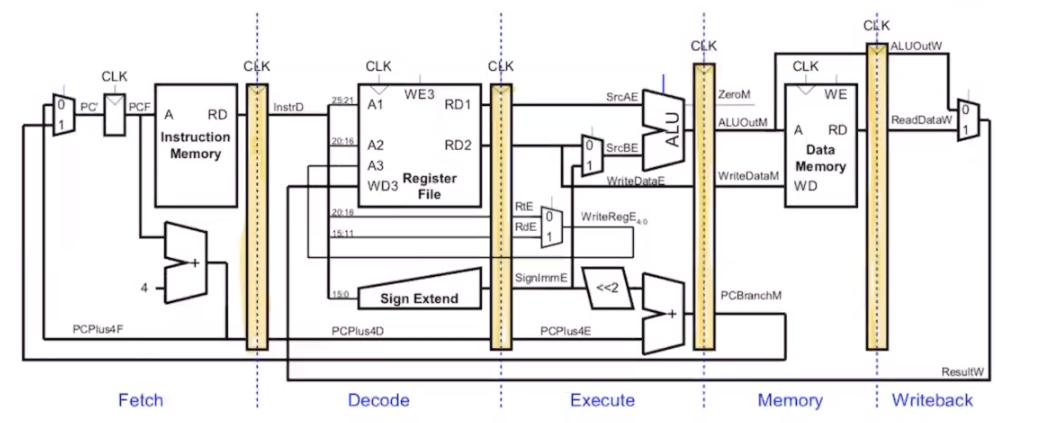 CLK
ALUOutW
CLK
CLK
CLK
CLK
CLK
CLK
CLK
0
1
PC'
PCF
A RD
Instruction
Memory
InstrD
25:21
A1
WE3
RD1
SrcAE
ALU
ZeroM
ALUOutM
WE
A RD
Data
Memory
WD
ReadDataW
0
1
20:16
A2
RD2
A3
WD3
Register
File
0
1
SrcBE
WriteDataE
WriteDataM
20:16
15:11
RtE
RdE
0
1
WriteRegE4:0
+
4
15:0
Sign Extend
SignImmE
<<2
+
PCBranchM
PCPlus4F
PCPlus4D
PCPlus4E
ResultW
Fetch
Decode
Execute
Memory
Writeback